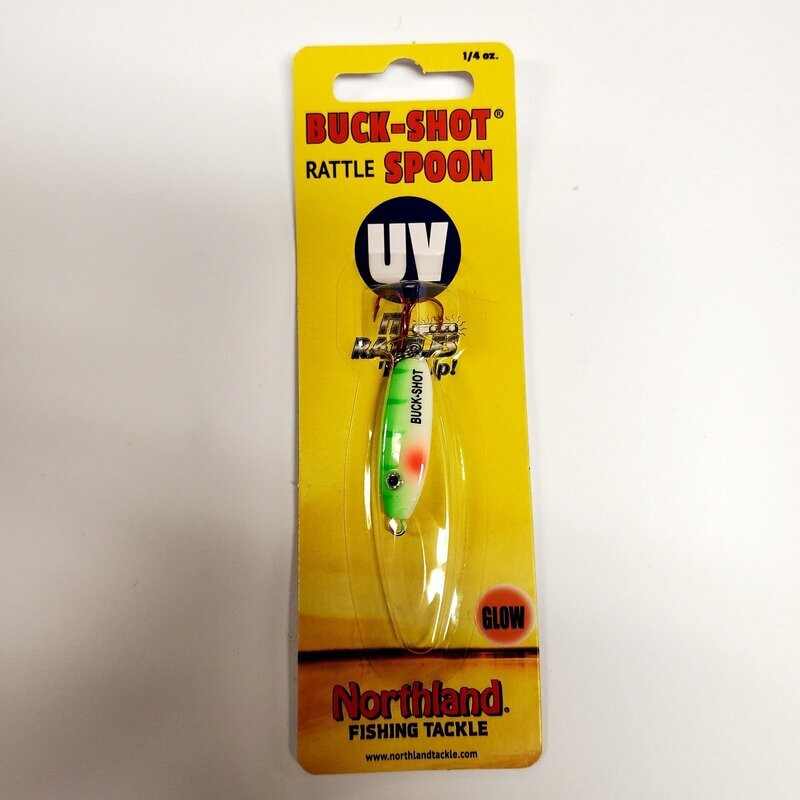 1/4 oz.
BUCK-SHOT®
RATTLE SPOON
UV
BUCK-SHOT
GLOW
Northland®
FISHING TACKLE
www.northlandtackle.com